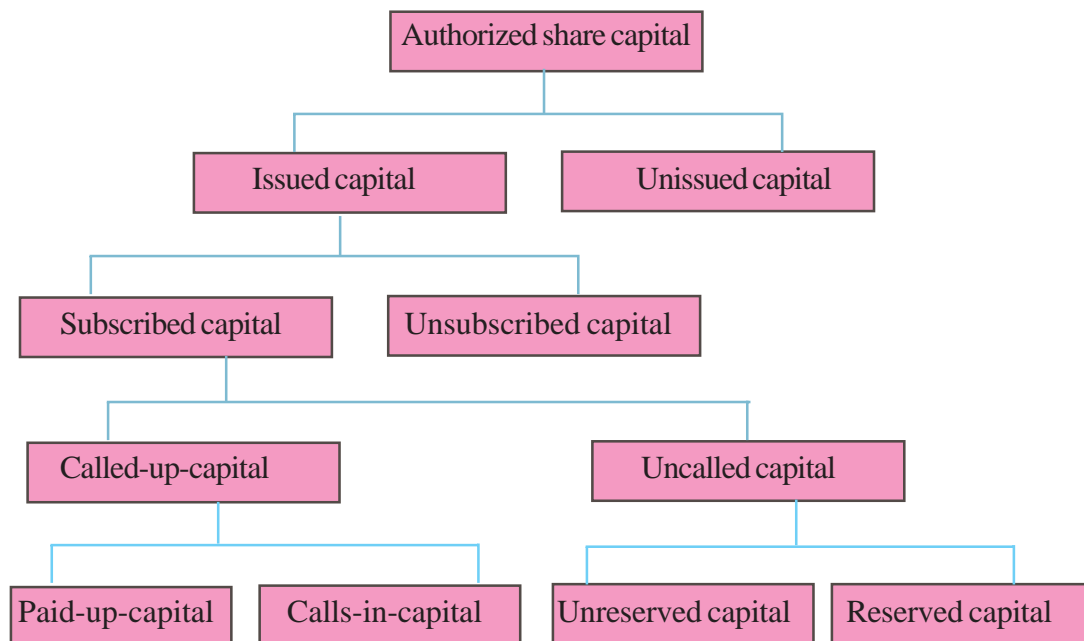 Authorized share capital
Issued capital
Unissued capital
Subscribed capital
Unsubscribed capital
Called-up-capital
Uncalled capital
Paid-up-capital
Calls-in-capital
Unreserved capital
Reserved capital